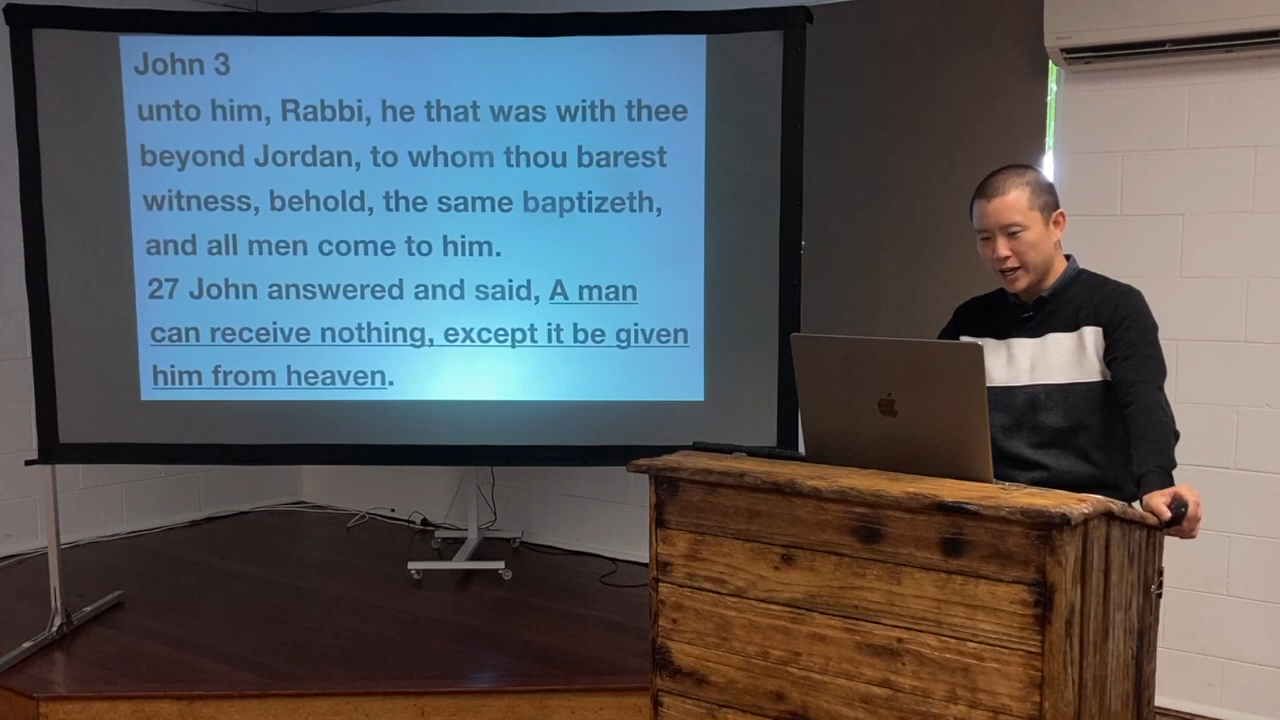 John 3
unto him, Rabbi, he that was with thee
beyond Jordan, to whom thou barest
witness, behold, the same baptizeth,
and all men come to him.
27 John answered and said, A man
can receive nothing, except it be given
him from heaven.